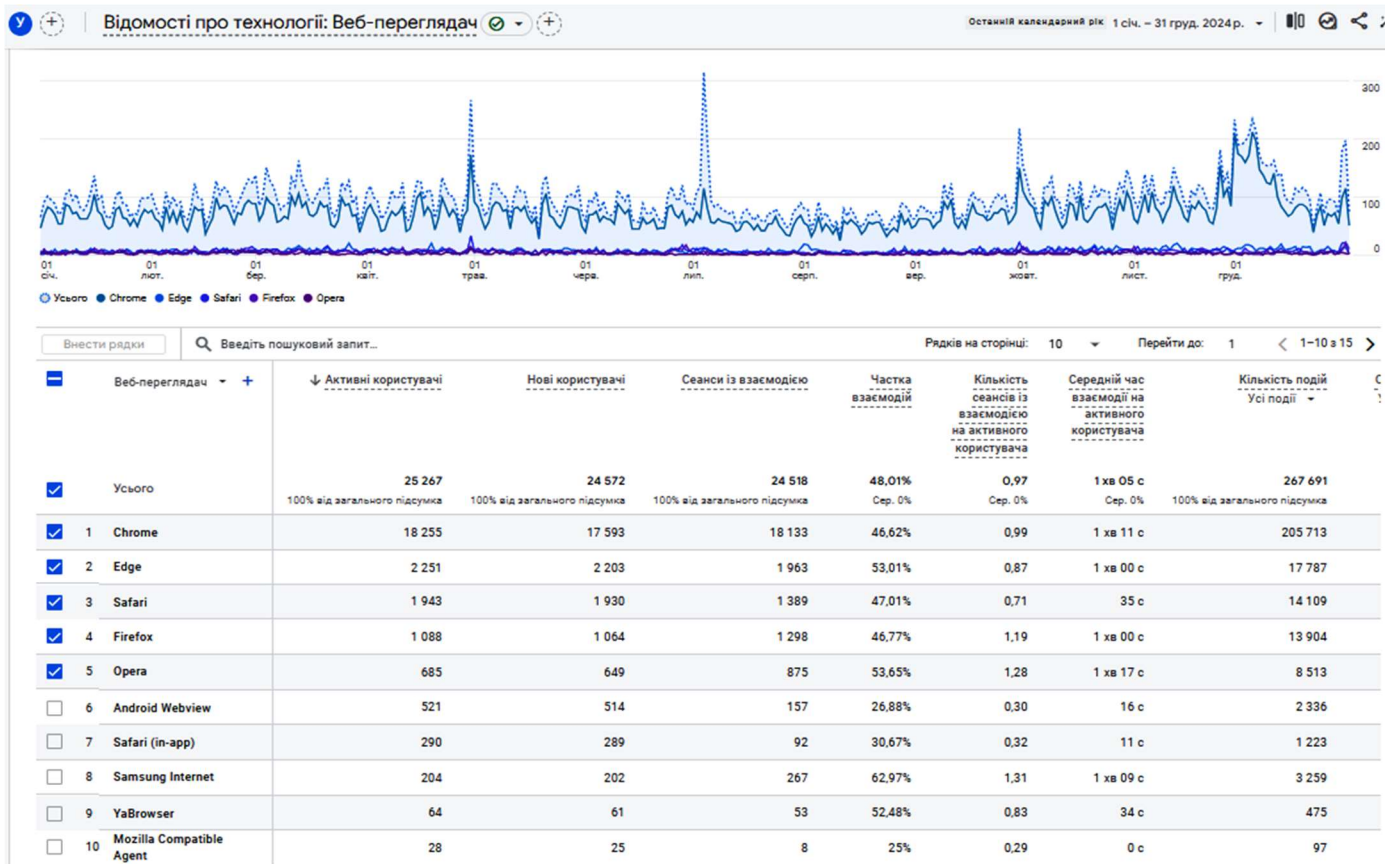 У
Відомості про технології: Веб-переглядач
Останній календарний рік 1 січ. – 31 груд. 2024 р.
300
200
100
0
01 січ. 01 лют. 01 бер. 01 квіт. 01 трав. 01 черв. 01 лип. 01 серп. 01 вер. 01 жовт. 01 лист. 01 груд.
Усього Chrome Edge Safari Firefox Opera
Внести рядки Введіть пошуковий запит... Рядків на сторінці: 10 Перейти до: 1 1–10 з 15
Веб-переглядач + ↓ Активні користувачі Нові користувачі Сеанси із взаємодією Частка взаємодій Кількість сеансів із взаємодією на активного користувача Середній час взаємодії на активного користувача Кількість подій Усі події
Усього 25 267 24 572 24 518 48,01% 0,97 1 хв 05 с 267 691
100% від загального підсумка 100% від загального підсумка 100% від загального підсумка Сер. 0% Сер. 0% Сер. 0% 100% від загального підсумка
1 Chrome 18 255 17 593 18 133 46,62% 0,99 1 хв 11 с 205 713
2 Edge 2 251 2 203 1 963 53,01% 0,87 1 хв 00 с 17 787
3 Safari 1 943 1 930 1 389 47,01% 0,71 35 с 14 109
4 Firefox 1 088 1 064 1 298 46,77% 1,19 1 хв 00 с 13 904
5 Opera 685 649 875 53,65% 1,28 1 хв 17 с 8 513
6 Android Webview 521 514 157 26,88% 0,30 16 с 2 336
7 Safari (in-app) 290 289 92 30,67% 0,32 11 с 1 223
8 Samsung Internet 204 202 267 62,97% 1,31 1 хв 09 с 3 259
9 YaBrowser 64 61 53 52,48% 0,83 34 с 475
10 Mozilla Compatible Agent 28 25 8 25% 0,29 0 с 97